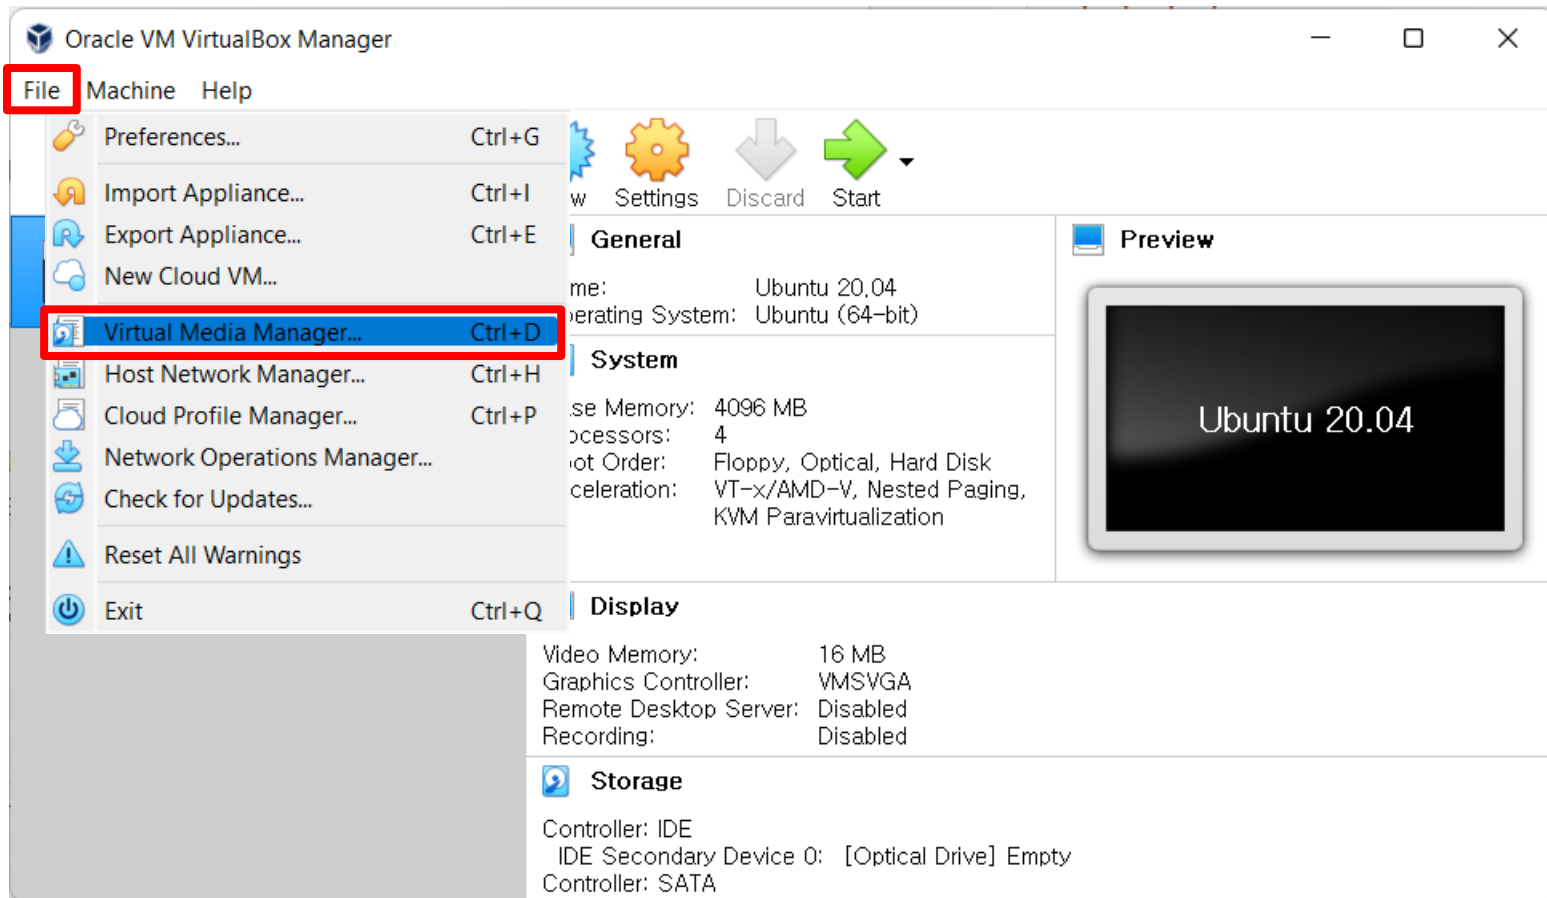 Oracle VM VirtualBox Manager
File Machine Help
Preferences... Ctrl+G
Import Appliance... Ctrl+I
Export Appliance... Ctrl+E
New Cloud VM...
Virtual Media Manager... Ctrl+D
Host Network Manager... Ctrl+H
Cloud Profile Manager... Ctrl+P
Network Operations Manager...
Check for Updates...
Reset All Warnings
Exit Ctrl+Q
w Settings Discard Start
General
me: Ubuntu 20.04
erating System: Ubuntu (64-bit)
System
se Memory: 4096 MB
ocessors: 4
ot Order: Floppy, Optical, Hard Disk
celeration: VT-x/AMD-V, Nested Paging,
KVM Paravirtualization
Preview
Ubuntu 20.04
Display
Video Memory: 16 MB
Graphics Controller: VMSVGA
Remote Desktop Server: Disabled
Recording: Disabled
Storage
Controller: IDE
IDE Secondary Device 0: [Optical Drive] Empty
Controller: SATA